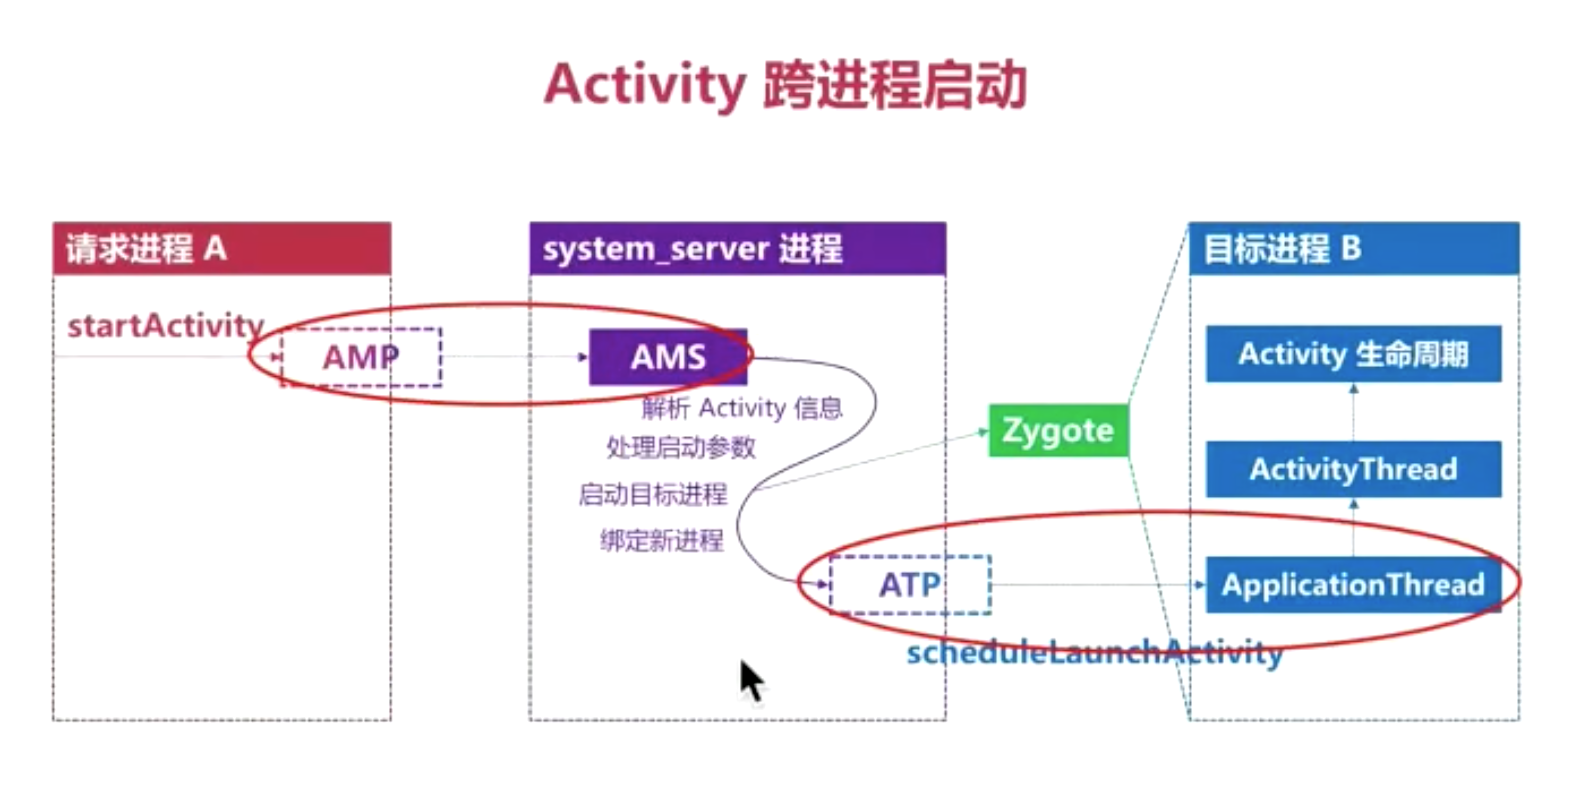 Activity 跨进程启动
请求进程 A
startActivity
AMP
system_server 进程
AMS
解析 Activity 信息
处理启动参数
启动目标进程
绑定新进程
ATP
scheduleLaunchActivity
Zygote
目标进程 B
Activity 生命周期
ActivityThread
ApplicationThread